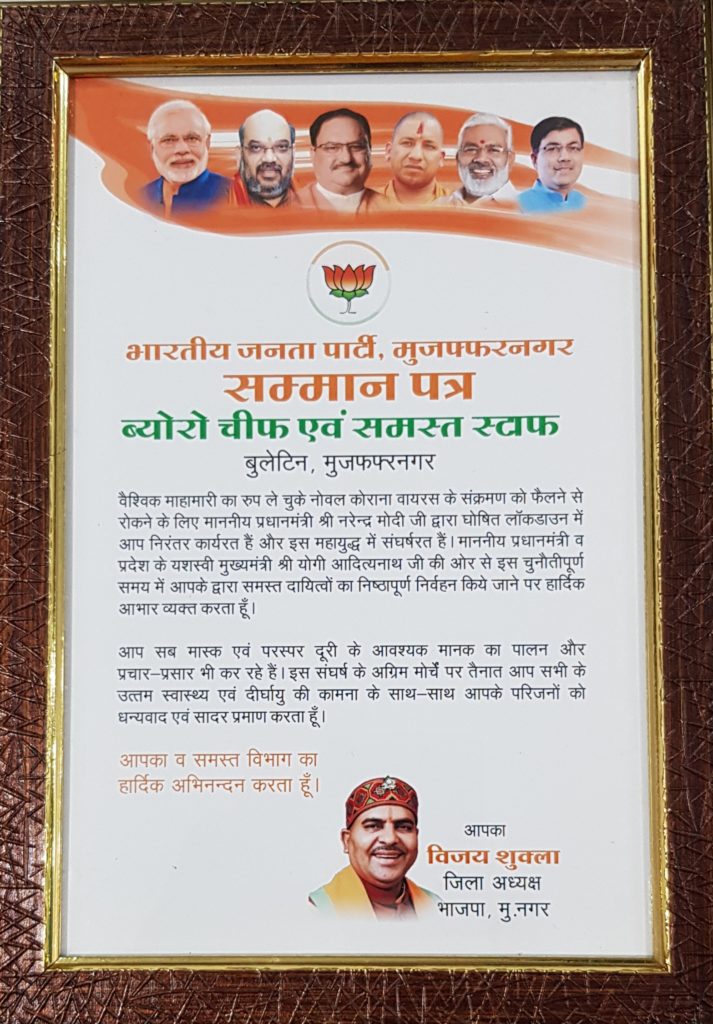 भारतीय जनता पार्टी, मुजफ्फरनगर
सम्मान पत्र
ब्योरो चीफ एवं समस्त स्टाफ
बुलेटिन, मुजफफ्रनगर
वैश्विक माहामारी का रुप ले चुके नोवल कोराना वायरस के संक्रमण को फैलने से
रोकने के लिए माननीय प्रधानमंत्री श्री नरेन्द्र मोदी जी द्वारा घोषित लॉकडाउन में
आप निरंतर कार्यरत हैं और इस महायुद्ध में संघर्षरत हैं। माननीय प्रधानमंत्री व
प्रदेश के यशस्वी मुख्यमंत्री श्री योगी आदित्यनाथ जी की ओर से इस चुनौतीपूर्ण
समय में आपके द्वारा समस्त दायित्वों का निष्ठापूर्ण निर्वहन किये जाने पर हार्दिक
आभार व्यक्त करता हूँ।
आप सब मास्क एवं परस्पर दूरी के आवश्यक मानक का पालन और
प्रचार–प्रसार भी कर रहे हैं। इस संघर्ष के अग्रिम मोर्चे पर तैनात आप सभी के
उत्तम स्वास्थ्य एवं दीर्घायु की कामना के साथ–साथ आपके परिजनों को
धन्यवाद एवं सादर प्रमाण करता हूँ।
आपका व समस्त विभाग का
हार्दिक अभिनन्दन करता हूँ।
आपका
विजय शुक्ला
जिला अध्यक्ष
भाजपा, मु.नगर